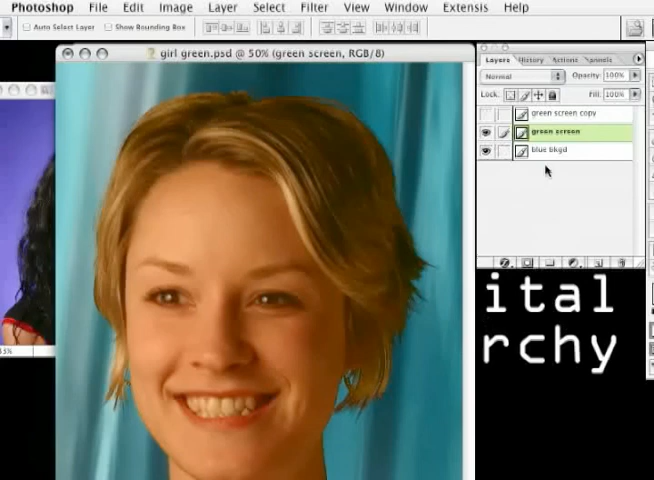 Photoshop File Edit Image Layer Select Filter View Window Extensis Help
Auto Select Layer Show Bounding Box
girl green.psd @ 50% (green screen, RGB/8)
Layers History Actions
Normal Opacity: 100%
Lock: Fill: 100%
green screen copy
green screen
blue bkgd
ital
rchy